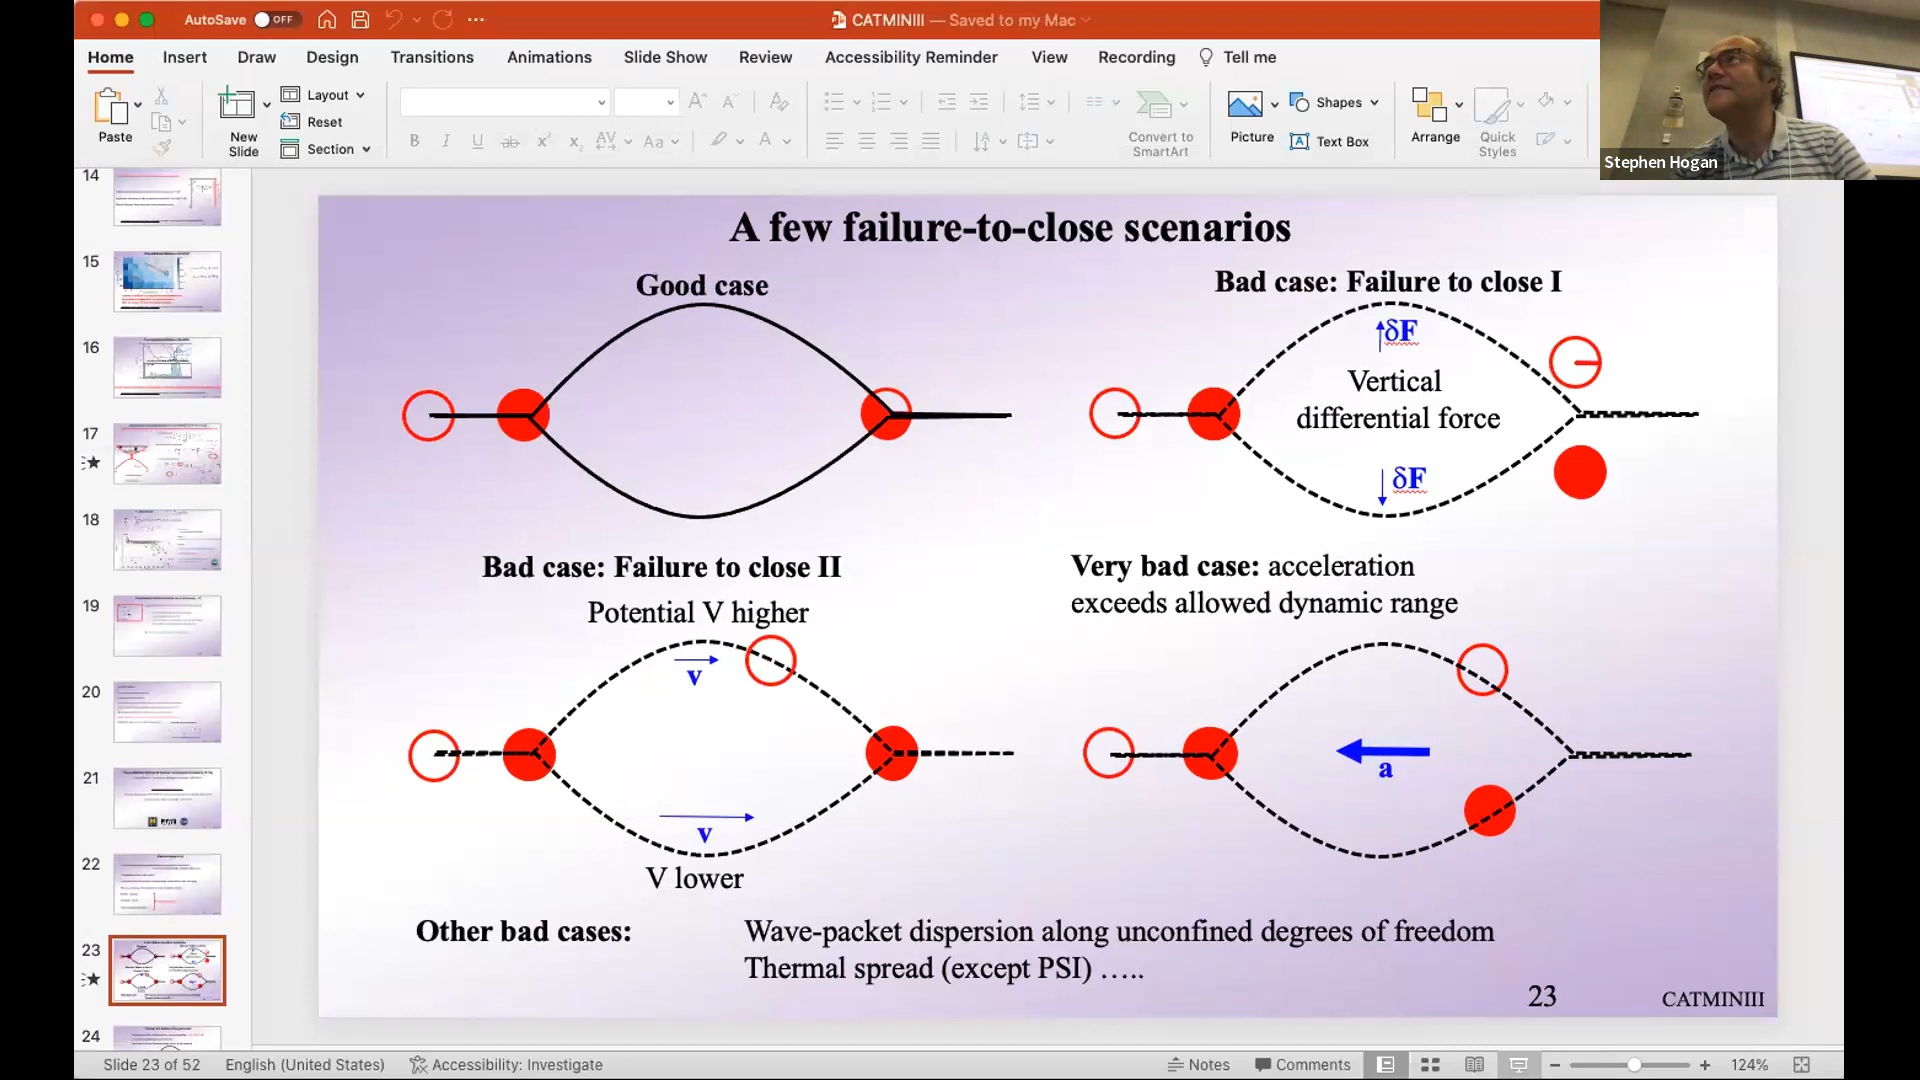 AutoSave OFF
CATMINIII — Saved to my Mac
Home Insert Draw Design Transitions Animations Slide Show Review Accessibility Reminder View Recording Tell me
Paste
New
Slide
Layout
Reset
Section
B I U ab x² x₂ AV Aa A
Convert to
SmartArt
Picture
Shapes
Text Box
Arrange
Quick
Styles
Stephen Hogan
14
15
16
17
18
19
20
21
22
23
24
A few failure-to-close scenarios
Good case
Bad case: Failure to close I
δF
Vertical
differential force
δF
Bad case: Failure to close II
Potential V higher
v
v
V lower
Very bad case: acceleration
exceeds allowed dynamic range
a
Other bad cases: Wave-packet dispersion along unconfined degrees of freedom
Thermal spread (except PSI) …..
23 CATMINIII
Slide 23 of 52 English (United States) Accessibility: Investigate Notes Comments 124%